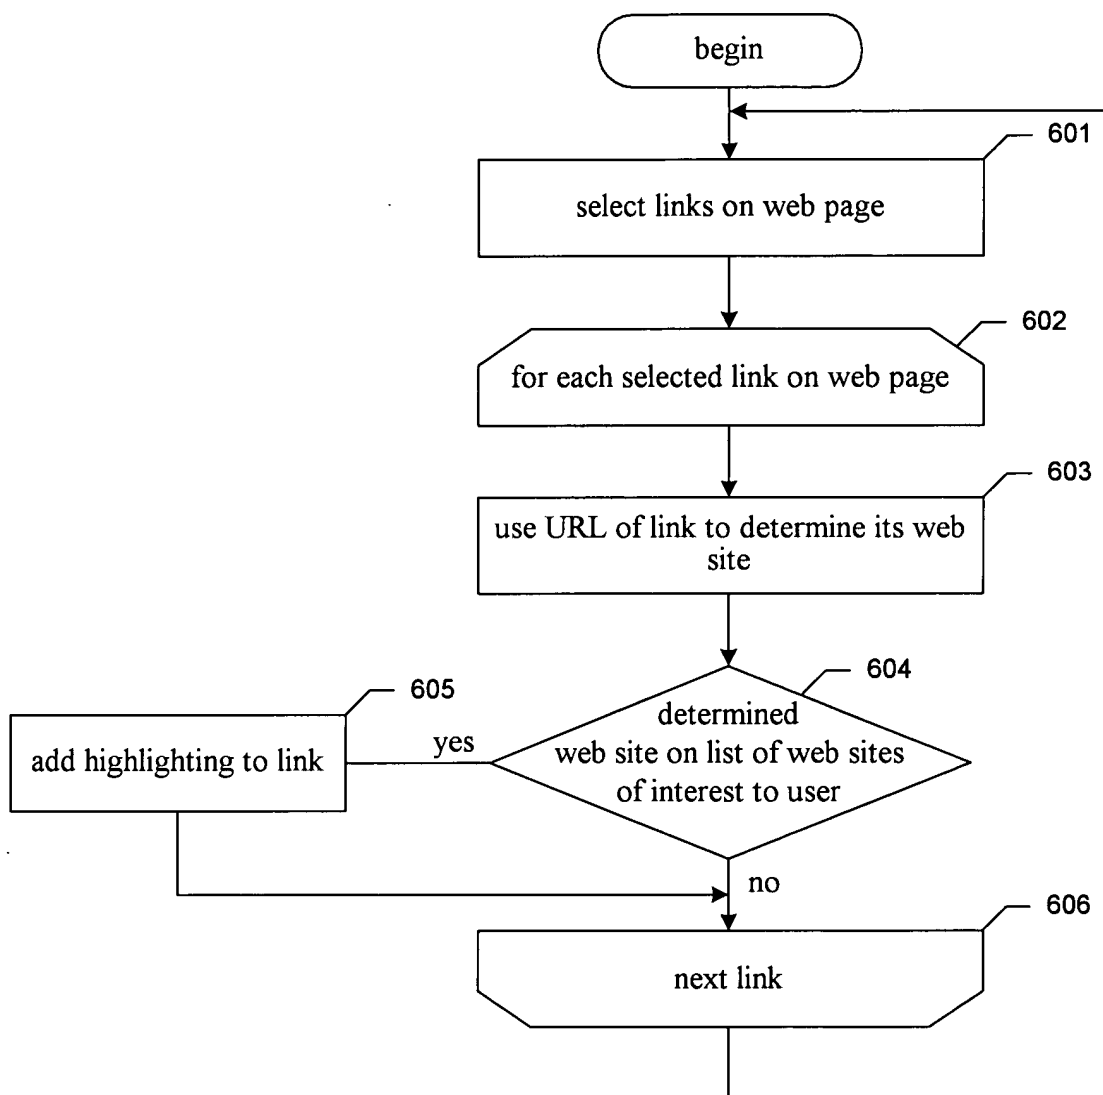 begin
601
select links on web page
602
for each selected link on web page
603
use URL of link to determine its web
site
604
determined
web site on list of web sites
of interest to user
yes
605
add highlighting to link
no
606
next link